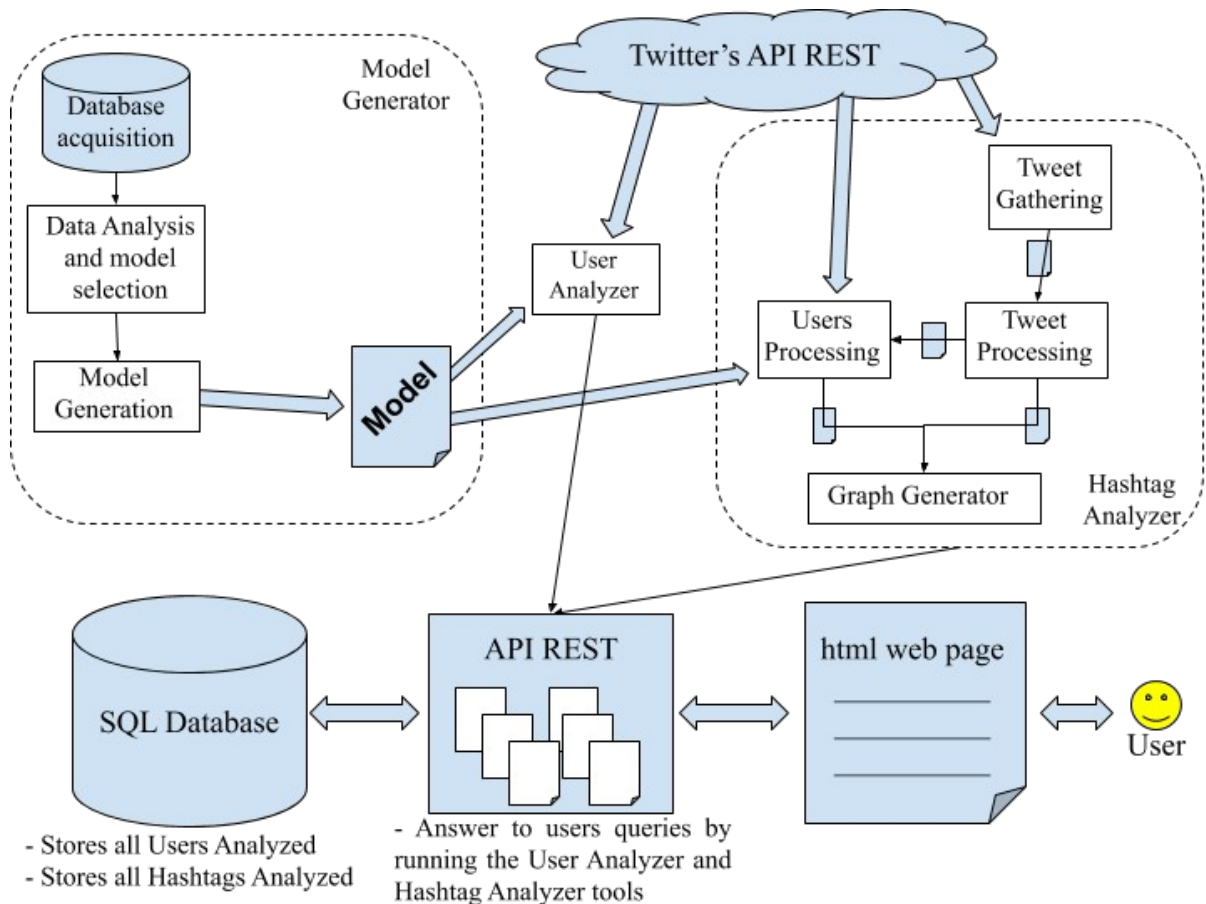 Model
Generator
Database
acquisition
Data Analysis
and model
selection
Model
Generation
Model
Twitter's API REST
User
Analyzer
Tweet
Gathering
Users
Processing
Tweet
Processing
Graph Generator
Hashtag
Analyzer
SQL Database
- Stores all Users Analyzed
- Stores all Hashtags Analyzed
API REST
- Answer to users queries by
running the User Analyzer and
Hashtag Analyzer tools
html web page
User